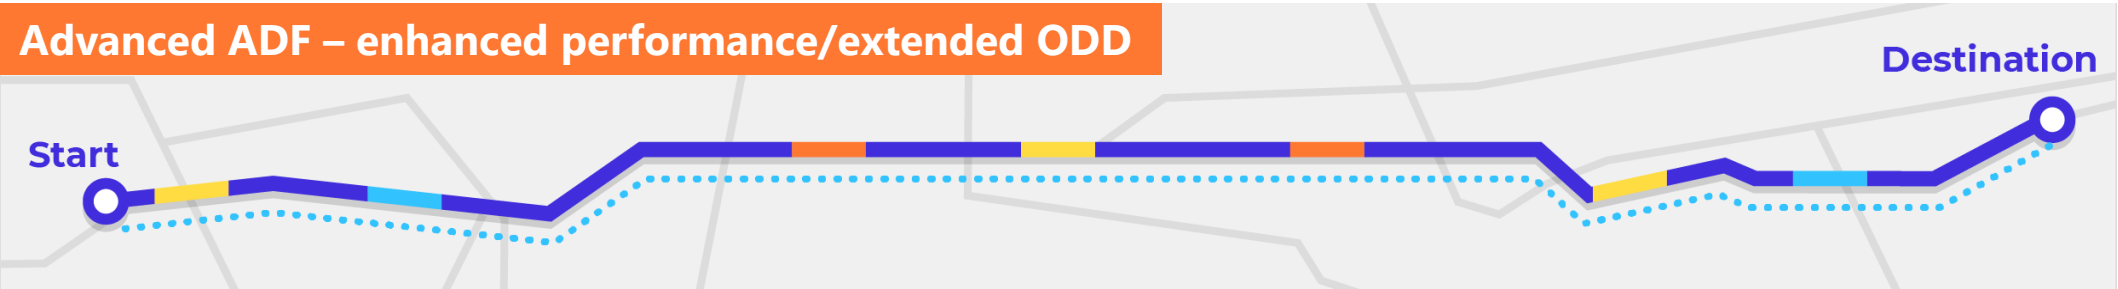 Advanced ADF – enhanced performance/extended ODD
Destination
Start